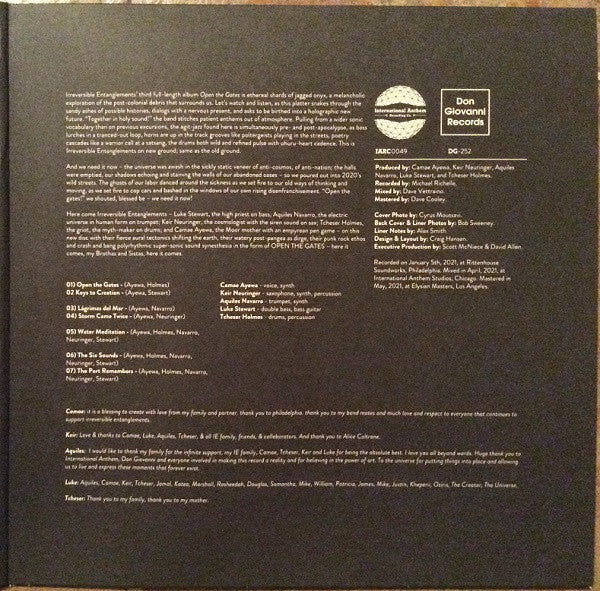 Irreversible Entanglements' third full-length album Open the Gates is ethereal shards of jagged onyx, a melancholic
exploration of the post-colonial debris that surrounds us. Let's watch and listen, as this platter snakes through the
sandy ashes of possible histories, dialogs with a nervous present, and asks to be birthed into a holographic new
future. "Together in holy sound!" the band stitches patient anthems out of atmosphere. Pulling from a wider sonic
vocabulary than on previous excursions, the agit-jazz found here is simultaneously pre- and post-apocalypse, as bass
lurches in a tranced-out loop, horns are up in the track grooves like poltergeists playing in the streets, poetry
cascades like a warrior call at a setsang, the drums both wild and refined pulse with uhuru-heart cadence. This is
Irreversible Entanglements on new ground; same as the old ground.
And we need it now - the universe was awash in the sickly static veneer of anti-cosmos, of anti-nation; the halls
were emptied, our shadows echoing and staining the walls of our abandoned cases - so we poured out into 2020's
wild streets. The ghosts of our labor danced around the sickness as we set fire to our old ways of thinking and
moving, as we set fire to cop cars and bashed in the windows of our own rising disenfranchisement. "Open the
gates!" we shouted, blessed be - we need it now!
Here come Irreversible Entanglements - Luke Stewart, the high priest on bass; Aquiles Navarro, the electric
universe in human form on trumpet; Keir Neuringer, the cosmologist with the siren sound on sax; Tcheser Holmes,
the griot, the myth-maker on drums; and Camae Ayewa, the Moor mother with an empyrean pen game - on this
new disc with their fierce aural tectonics shifting the earth, their watery post-pangea as dirge, their punk rock ethos
and crash and bang polyrhythmic super-sonic sound synesthesia in the form of OPEN THE GATES - here it
comes, my Brothas and Sistas, here it comes.
International Anthem
Recording Co.
Don
Giovanni
Records
IARC0049
DG-252
Produced by: Camae Ayewa, Keir Neuringer, Aquiles
Navarro, Luke Stewart, and Tcheser Holmes.
Recorded by: Michael Richelle.
Mixed by: Dave Vettraino.
Mastered by: Dave Cooley.
Cover Photo by: Cyrus Moussavi.
Back Cover & Liner Photos by: Bob Sweeney.
Liner Notes by: Alex Smith
Design & Layout by: Craig Hansen.
Executive Production by: Scott McNiece & David Allen.
Recorded on January 5th, 2021, at Rittenhouse
Soundworks, Philadelphia. Mixed in April, 2021, at
International Anthem Studios, Chicago. Mastered in
May, 2021, at Elysian Masters, Los Angeles.
01) Open the Gates - (Ayewa, Holmes)
02 Keys to Creation - (Ayewa, Stewart)
03) Lágrimas del Mar - (Ayewa, Navarro)
04) Storm Came Twice - (Ayewa, Neuringer)
05) Water Meditation - (Ayewa, Holmes, Navarro,
Neuringer, Stewart)
06) The Six Sounds - (Ayewa, Holmes, Navarro,
Neuringer, Stewart)
07) The Port Remembers - (Ayewa, Holmes, Navarro,
Neuringer, Stewart)
Camae Ayewa - voice, synth
Keir Neuringer - saxophone, synth, percussion
Aquiles Navarro - trumpet, synth
Luke Stewart - double bass, bass guitar
Tcheser Holmes - drums, percussion
Camae: it is a blessing to create with love from my family and partner. thank you to philadelphia. thank you to my band mates and much love and respect to everyone that continues to
support irreversible entanglements.
Keir: Love & thanks to Camae, Luke, Aquiles, Tcheser, & all IE family, friends, & collaborators. And thank you to Alice Coltrane.
Aquiles: I would like to thank my family for the infinite support, my IE family, Camae, Tcheser, Keir and Luke for being the absolute best. I love you all beyond words. Huge thank you to
International Anthem, Don Giovanni and everyone involved in making this record a reality and for believing in the power of art. To the universe for putting things into place and allowing
us to live and express these moments that forever exist.
Luke: Aquiles, Camae, Keir, Tcheser, Jamal, Katea, Marshall, Rasheedah, Douglas, Samantha, Mike, William, Patricia, James, Mike, Justin, Khepera, Osiris, The Creator, The Universe.
Tcheser: Thank you to my family, thank you to my mother.